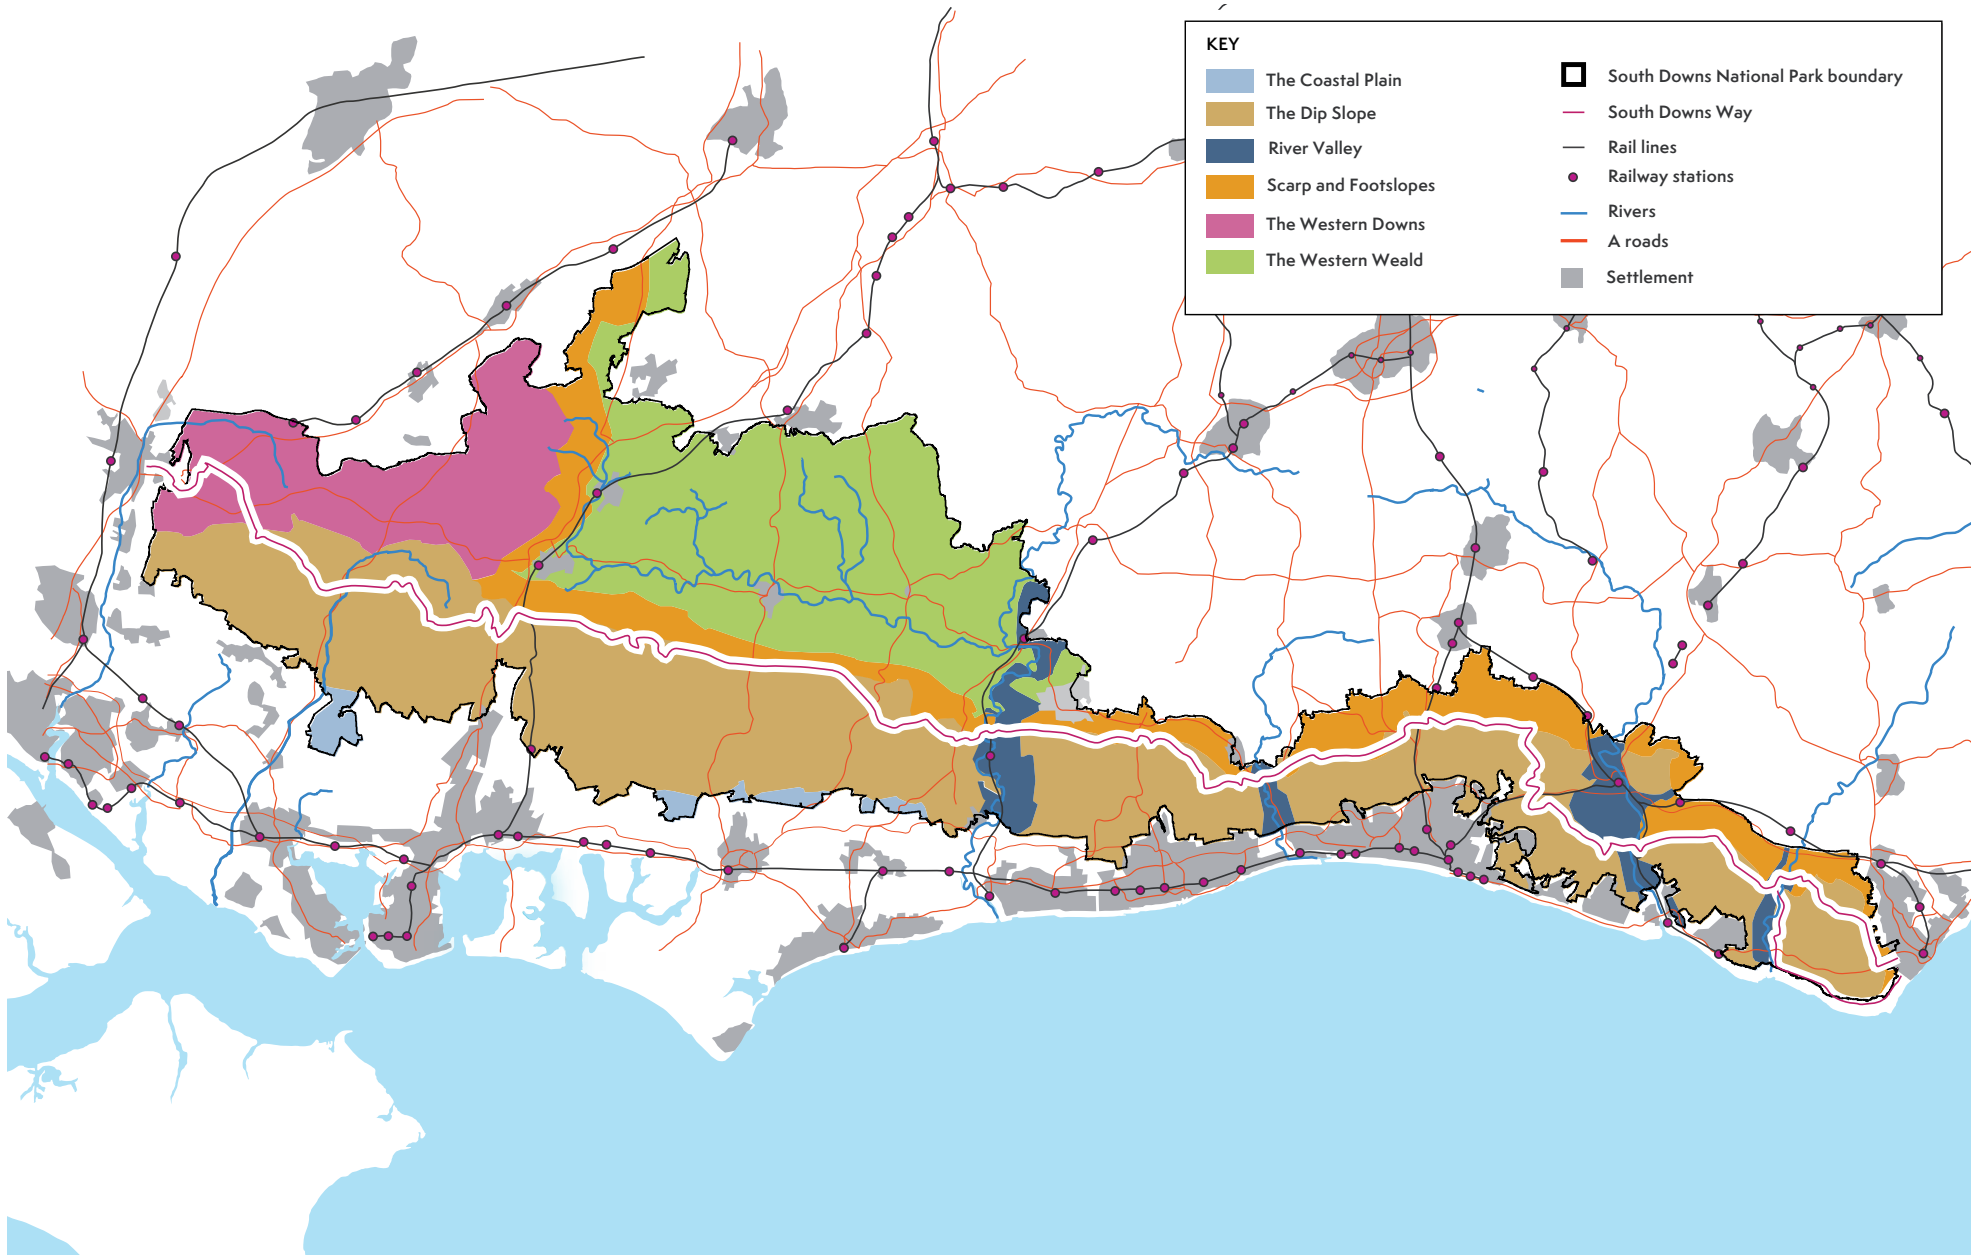 KEY
The Coastal Plain
The Dip Slope
River Valley
Scarp and Footslopes
The Western Downs
The Western Weald
South Downs National Park boundary
South Downs Way
Rail lines
Railway stations
Rivers
A roads
Settlement